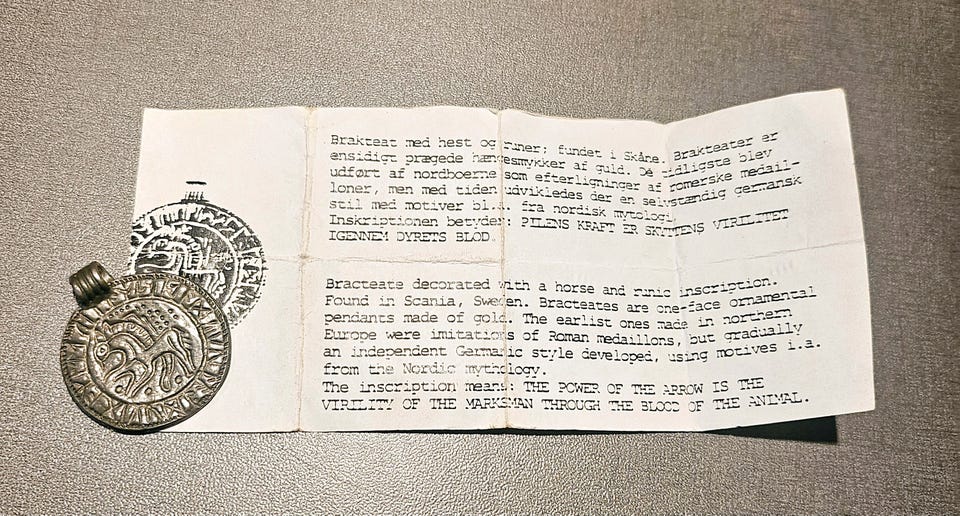 Brakteat med hest og runer; fundet i Skåne. Brakteater er
ensidigt prægede hængesmykker af guld. De tidligste blev
udført af nordboerne som efterligninger af romerske medail-
loner, men med tiden udvikledes der en selvstændig germansk
stil med motiver bl.a. fra nordisk mytologi.
Inskriptionen betyder: PILENS KRAFT ER SKYTTENS VIRILITET
IGENNEM DYRETS BLOD.
Bracteate decorated with a horse and runic inscription.
Found in Scania, Sweden. Bracteates are one-face ornamental
pendants made of gold. The earlist ones made in northern
Europe were imitations of Roman medaillons, but gradually
an independent Germanic style developed, using motives i.a.
from the Nordic mythology.
The inscription means: THE POWER OF THE ARROW IS THE
VIRILITY OF THE MARKSMAN THROUGH THE BLOOD OF THE ANIMAL.